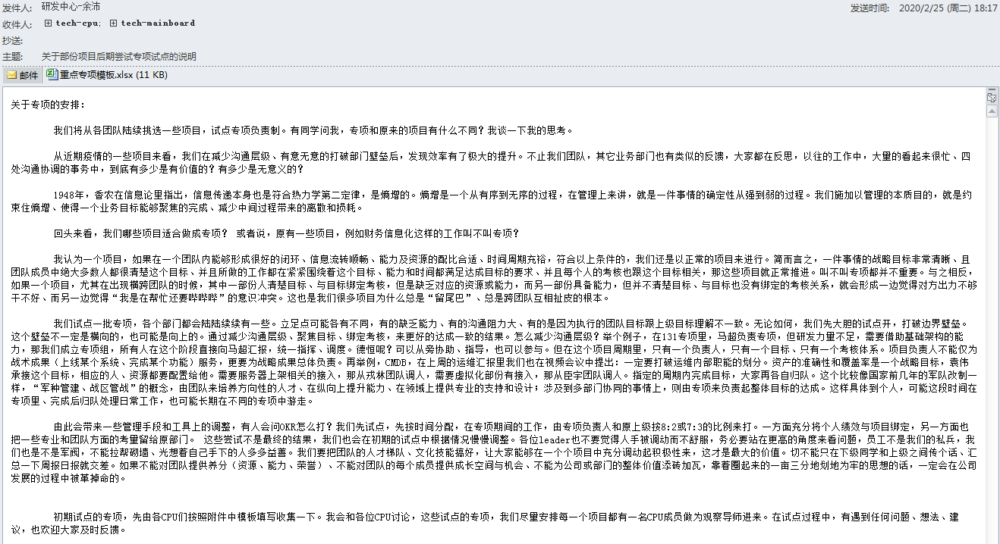 发件人: 研发中心-余沛
发送时间: 2020/2/25 (周二) 18:17
收件人: tech-cpu; tech-mainboard
抄送:
主题: 关于部份项目后期尝试专项试点的说明
邮件 重点专项模板.xlsx (11 KB)
关于专项的安排:
我们将从各团队陆续挑选一些项目，试点专项负责制。有同学问我，专项和原来的项目有什么不同？我谈一下我的思考。
从近期疫情的一些项目来看，我们在减少沟通层级、有意无意的打破部门壁垒后，发现效率有了极大的提升。不止我们团队，其它业务部门也有类似的反馈，大家都在反思，以往的工作中，大量的看起来很忙、四
处沟通协调的事务中，到底有多少是有价值的？有多少是无意义的？
1948年，香农在信息论里指出，信息传递本身也是符合热力学第二定律，是熵增的。熵增是一个从有序到无序的过程，在管理上来讲，就是一件事情的确定性从强到弱的过程。我们施加以管理的本质目的，就是约
束住熵增、使得一个业务目标能够聚焦的完成、减少中间过程带来的离散和损耗。
回头来看，我们哪些项目适合做成专项？ 或者说，原有一些项目，例如财务信息化这样的工作叫不叫专项？
我认为一个项目，如果在一个团队内能够形成很好的闭环、信息流转顺畅、能力及资源的配比合适、时间周期充裕，符合以上条件的，我们还是以正常的项目来进行。简而言之，一件事情的战略目标非常清晰、且
团队成员中绝大多数人都很清楚这个目标、并且所做的工作都在紧紧围绕着这个目标、能力和时间都满足达成目标的要求、并且每个人的考核也跟这个目标相关，那这些项目就正常推进。叫不叫专项都并不重要。与之相反，
如果一个项目，尤其在出现横跨团队的时候，其中一部份人清楚目标、与目标绑定考核，但是缺乏对应的资源或能力，而另一部份具备能力，但并不清楚目标、与目标也没有绑定的考核关系，就会形成一边觉得对方出力不够
干不好、而另一边觉得“我是在帮忙还要哔哔哔”的意识冲突。这也是我们很多项目为什么总是“留尾巴”、总是跨团队互相扯皮的根本。
我们试点一批专项，各个部门都会陆陆续续有一些。立足点可能各有不同，有的缺乏能力、有的沟通阻力大、有的是因为执行的团队目标跟上级目标理解不一致。无论如何，我们先大胆的试点开，打破边界壁垒。
这个壁垒不一定是横向的，也可能是向上的。通过减少沟通层级、聚焦目标、绑定考核，来更好的达成一致的结果。怎么减少沟通层级？举个例子，在131专项里，马超负责专项，但研发力量不足，需要借助基础架构的能
力，那我们成立专项组，所有人在这个阶段直接向马超汇报，统一指挥、调度。德恒呢？可以从旁协助、指导，也可以参与。但在这个项目周期里，只有一个负责人，只有一个目标、只有一个考核体系。项目负责人不能仅为
战术成果（上线某个系统、完成某个功能）服务，更要为战略成果总体负责。再举例，CMDB，在上周的运维汇报里我们也在视频会议中提出：一定要打破运维内部职能的划分。资产的准确性和覆盖率是一个战略目标，袁伟
承接这个目标，相应的人、资源都要配置给他。需要服务器上架相关的接入，那从戎林团队调人，需要虚拟化部份有接入，那从臣宇团队调人。指定的周期内完成目标，大家再各自归队。这个比较像国家前几年的军队改制一
样，“军种管建、战区管战”的概念，由团队来培养方向性的人才、在纵向上提升能力、在领域上提供专业的支持和设计；涉及到多部门协同的事情上，则由专项来负责起整体目标的达成。这样具体到个人，可能这段时间在
专项里、完成后归队处理日常工作，也可能长期在不同的专项中游走。
由此会带来一些管理手段和工具上的调整，有人会问OKR怎么打？我们先试点，先按时间分配，在专项期间的工作，由专项负责人和原上级按8:2或7:3的比例来打。一方面充分将个人绩效与项目绑定，另一方面也
把一些专业和团队方面的考量留给原部门。 这些尝试不是最终的结果，我们也会在初期的试点中根据情况慢慢调整。各位leader也不要觉得人手被调动而不舒服，务必要站在更高的角度来看问题，员工不是我们的私兵，我
们也是不是军阀，不能拉帮砌墙、光想着自己手下的人多多益善。我们要把团队的人才梯队、文化技能搞好，让大家能够在一个个项目中充分调动起积极性来，这才是最大的价值。切不能只在下级同学和上级之间传个话、汇
总一下周报日报就交差。如果不能对团队提供养分（资源、能力、荣誉）、不能对团队的每个成员提供成长空间与机会、不能为公司或部门的整体价值添砖加瓦，靠着圈起来的一亩三分地划地为牢的思想的话，一定会在公司
发展的过程中被革掉命的。
初期试点的专项，先由各CPU们按照附件中模板填写收集一下。我会和各位CPU讨论，这些试点的专项，我们尽量安排每一个项目都有一名CPU成员做为观察导师进来。在试点过程中，有遇到任何问题、想法、建
议，也欢迎大家及时反馈。